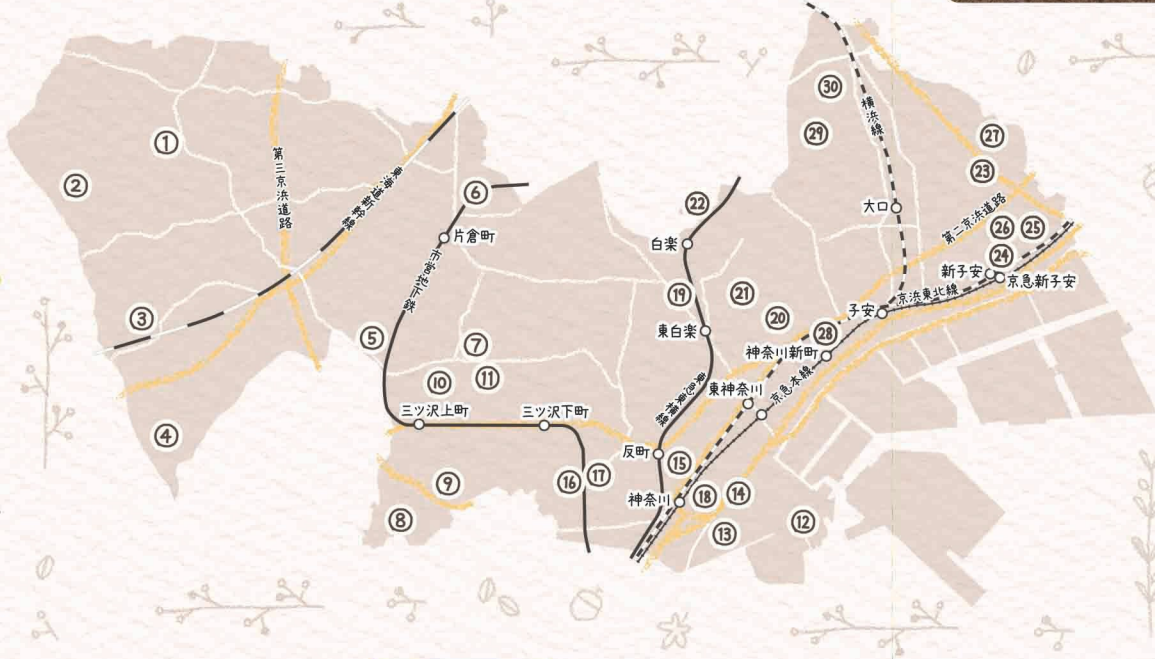 ㉚
横浜線
㉙
㉗
①
第三京浜道路
東海道新幹線
②
⑥
㉓
㉒
大口
第二京浜道路
片倉町
白楽
㉖
㉕
市営地下鉄
㉔
新子安
京急新子安
⑲
㉑
京浜東北線
③
⑤
⑳
子安
東白楽
㉘
⑦
神奈川新町
⑩
⑪
東急東横線
東神奈川
京急本線
三ツ沢上町
三ツ沢下町
④
反町
⑮
⑨
⑯
⑰
神奈川
⑱
⑭
⑧
⑬
⑫